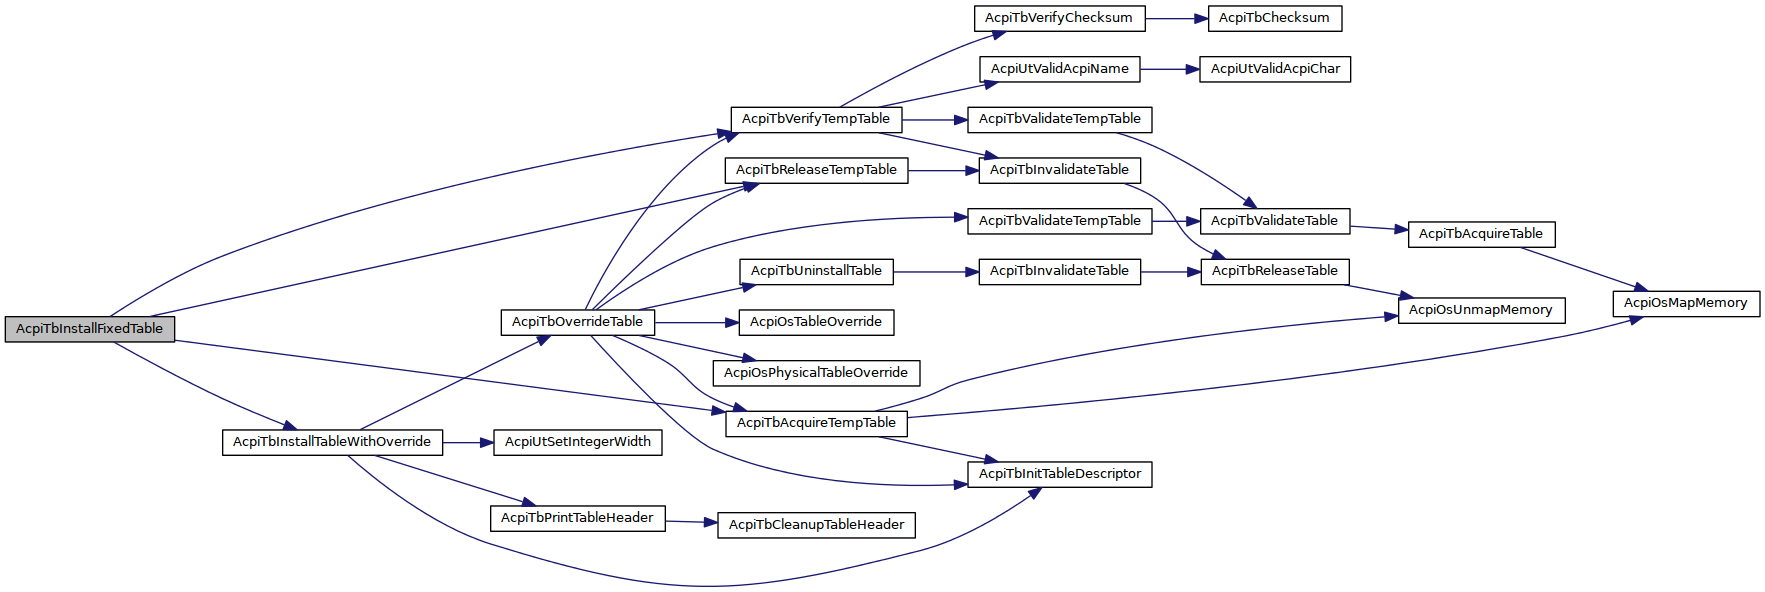 AcpiTbVerifyChecksum
AcpiTbChecksum
AcpiUtValidAcpiName
AcpiUtValidAcpiChar
AcpiTbVerifyTempTable
AcpiTbValidateTempTable
AcpiTbReleaseTempTable
AcpiTbInvalidateTable
AcpiTbValidateTempTable
AcpiTbValidateTable
AcpiTbAcquireTable
AcpiTbUninstallTable
AcpiTbInvalidateTable
AcpiTbReleaseTable
AcpiOsMapMemory
AcpiOsUnmapMemory
AcpiTbInstallFixedTable
AcpiTbOverrideTable
AcpiOsTableOverride
AcpiOsPhysicalTableOverride
AcpiTbAcquireTempTable
AcpiTbInstallTableWithOverride
AcpiUtSetIntegerWidth
AcpiTbInitTableDescriptor
AcpiTbPrintTableHeader
AcpiTbCleanupTableHeader